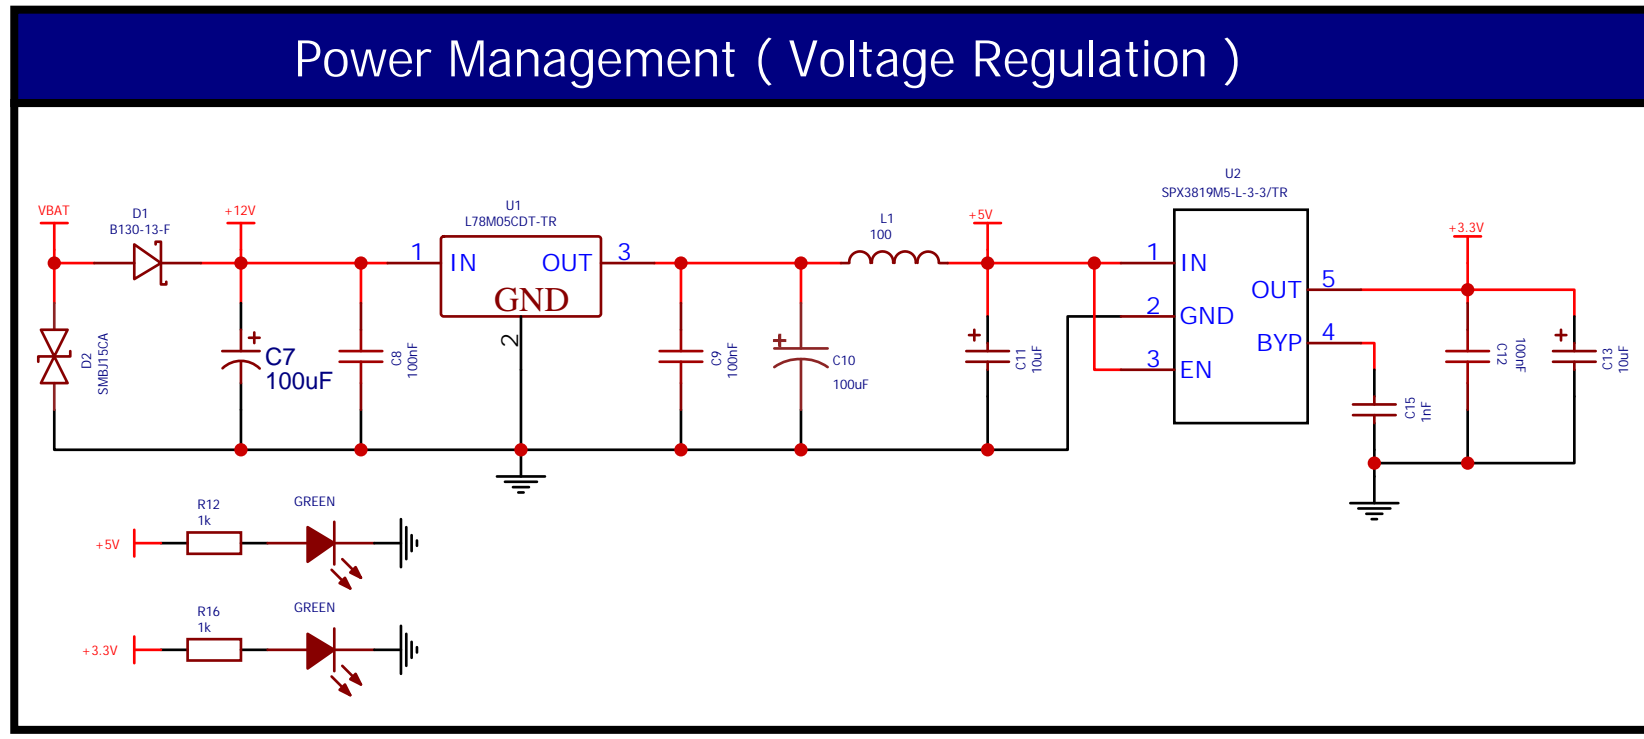 Power Management ( Voltage Regulation )
VBAT
D1
B130-13-F
+12V
U1
L78M05CDT-TR
1
IN
OUT
3
GND
2
L1
100
+5V
U2
SPX3819M5-L-3-3/TR
1
IN
2
GND
3
EN
OUT
5
BYP
4
+3.3V
D2
SMBJ15CA
+
C7
100uF
C8
100nF
C9
100nF
+
C10
100uF
+
C11
10uF
C15
1nF
C12
100nF
+
C13
10uF
R12
1k
GREEN
+5V
R16
1k
GREEN
+3.3V